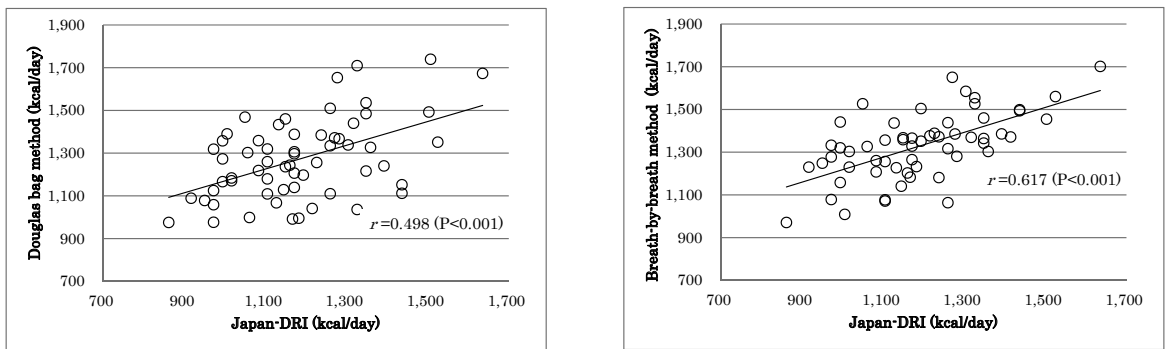 1,900
1,700
1,500
1,300
1,100
900
700
Douglas bag method (kcal/day)
r=0.498 (P<0.001)
700 900 1,100 1,300 1,500 1,700
Japan-DRI (kcal/day)
1,900
1,700
1,500
1,300
1,100
900
700
Breath-by-breath method (kcal/day)
r=0.617 (P<0.001)
700 900 1,100 1,300 1,500 1,700
Japan-DRI (kcal/day)